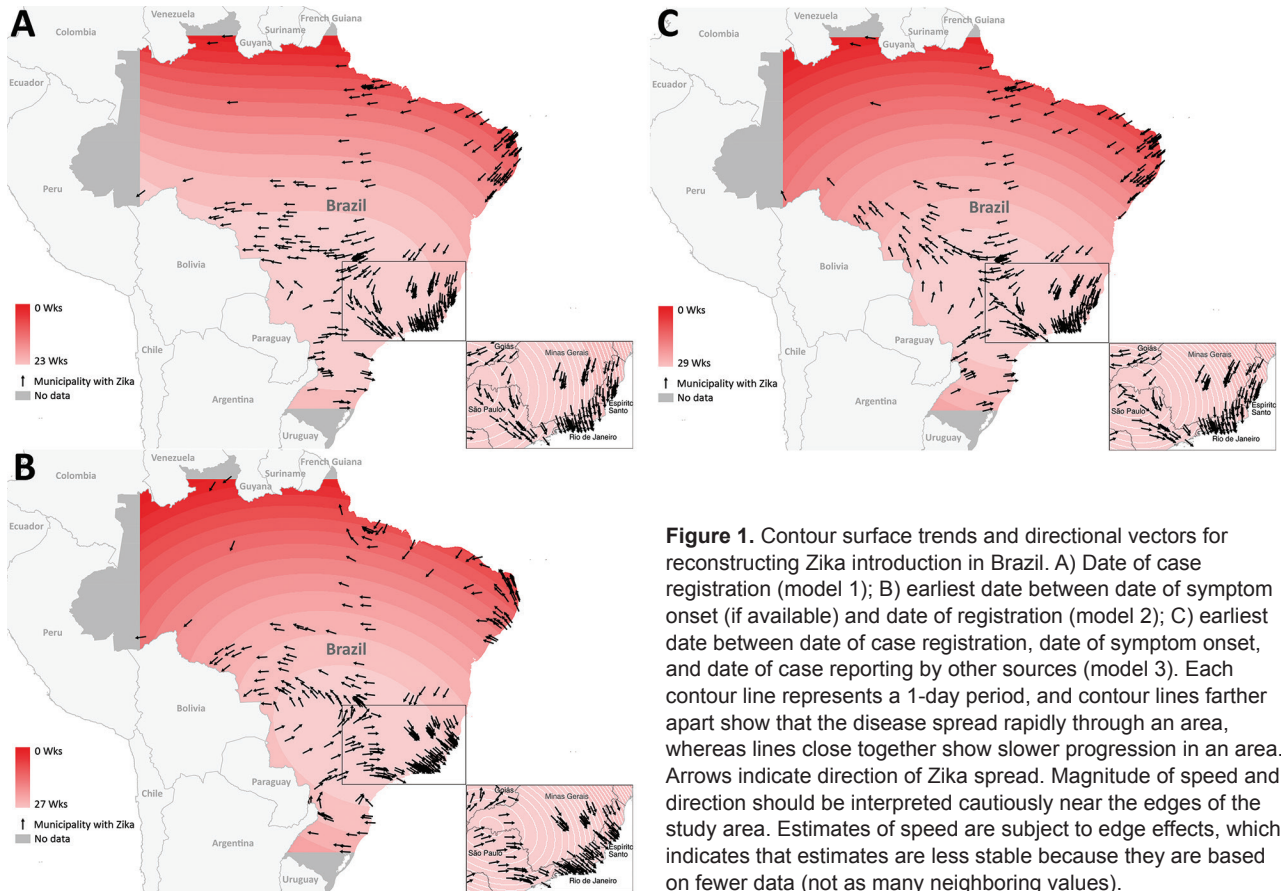 A
Venezuela
Suriname
French Guiana
Guyana
Colombia
Ecuador
Peru
Brazil
Bolivia
Paraguay
Chile
Argentina
Uruguay
0 Wks
23 Wks
Municipality with Zika
No data
Goiás
Minas Gerais
São Paulo
Espírito
Santo
Rio de Janeiro
B
Venezuela
Suriname
French Guiana
Guyana
Colombia
Ecuador
Peru
Brazil
Bolivia
Paraguay
Chile
Argentina
Uruguay
0 Wks
27 Wks
Municipality with Zika
No data
Goiás
Minas Gerais
São Paulo
Espírito
Santo
Rio de Janeiro
C
Venezuela
Suriname
French Guiana
Guyana
Colombia
Ecuador
Peru
Brazil
Bolivia
Paraguay
Chile
Argentina
Uruguay
0 Wks
29 Wks
Municipality with Zika
No data
Goiás
Minas Gerais
São Paulo
Espírito
Santo
Rio de Janeiro
Figure 1. Contour surface trends and directional vectors for
reconstructing Zika introduction in Brazil. A) Date of case
registration (model 1); B) earliest date between date of symptom
onset (if available) and date of registration (model 2); C) earliest
date between date of case registration, date of symptom onset,
and date of case reporting by other sources (model 3). Each
contour line represents a 1-day period, and contour lines farther
apart show that the disease spread rapidly through an area,
whereas lines close together show slower progression in an area.
Arrows indicate direction of Zika spread. Magnitude of speed and
direction should be interpreted cautiously near the edges of the
study area. Estimates of speed are subject to edge effects, which
indicates that estimates are less stable because they are based
on fewer data (not as many neighboring values).